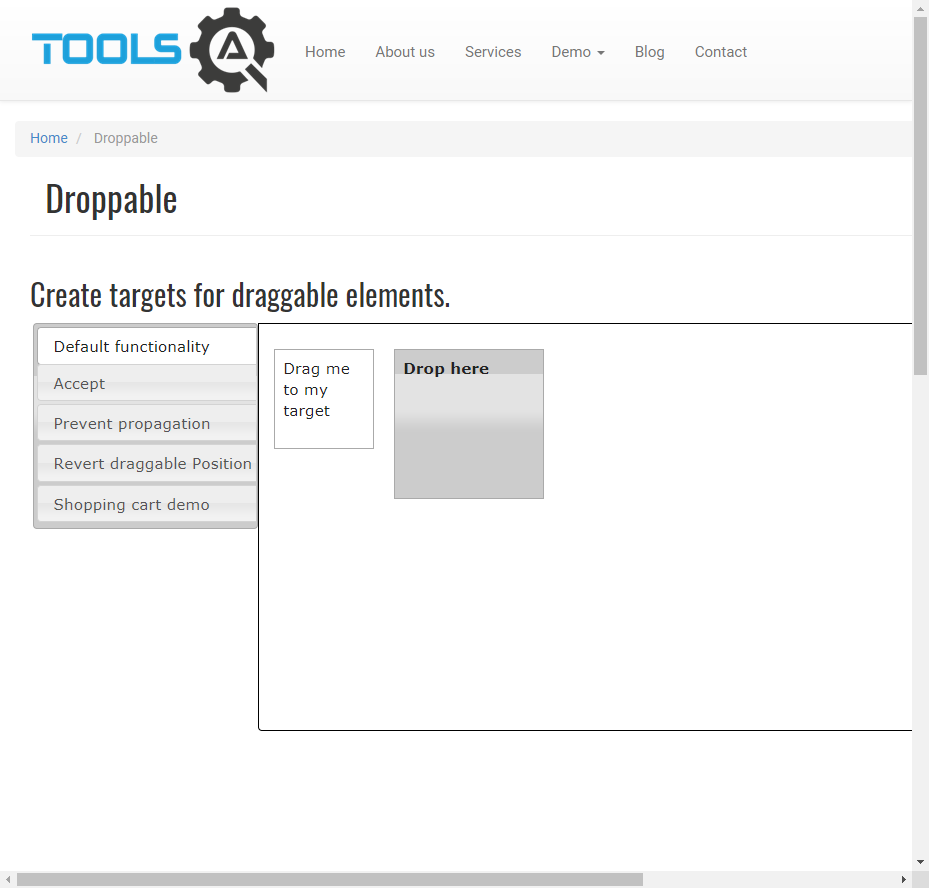 TOOLS QA
Home About us Services Demo Blog Contact
Home / Droppable
Droppable
Create targets for draggable elements.
Default functionality
Accept
Prevent propagation
Revert draggable Position
Shopping cart demo
Drag me
to my
target
Drop here